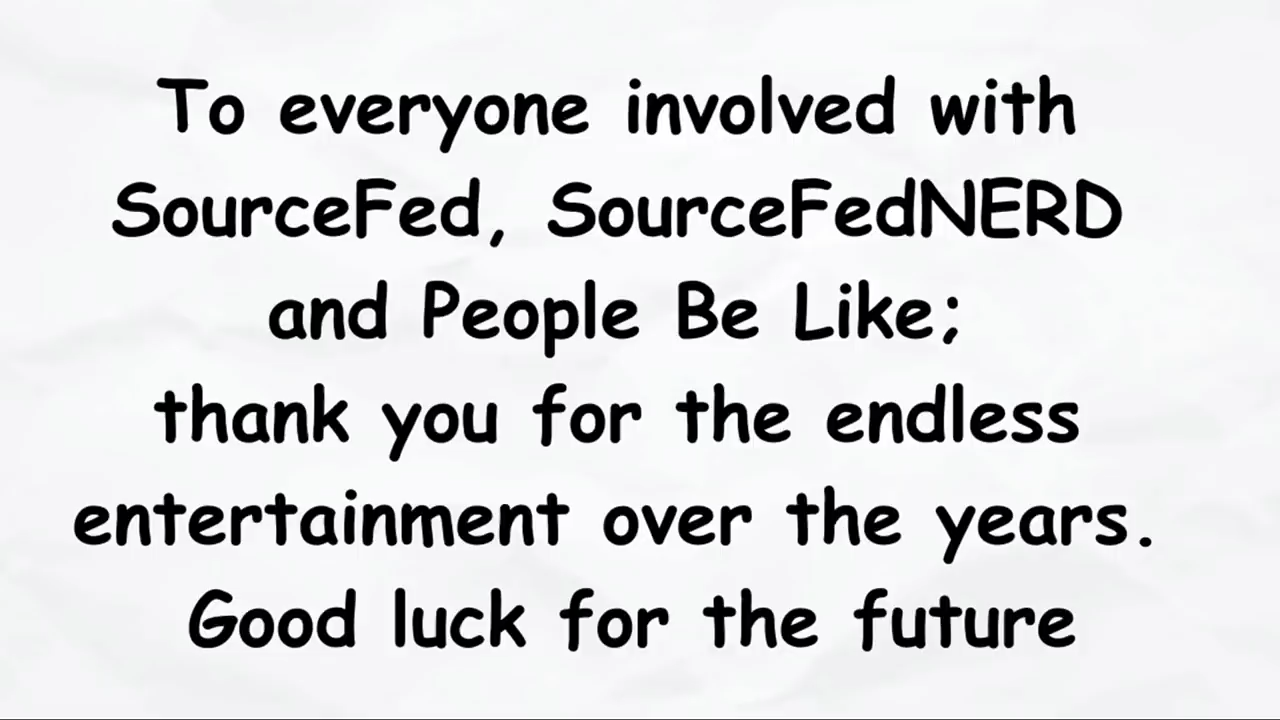 To everyone involved with
SourceFed, SourceFedNERD
and People Be Like;
thank you for the endless
entertainment over the years.
Good luck for the future